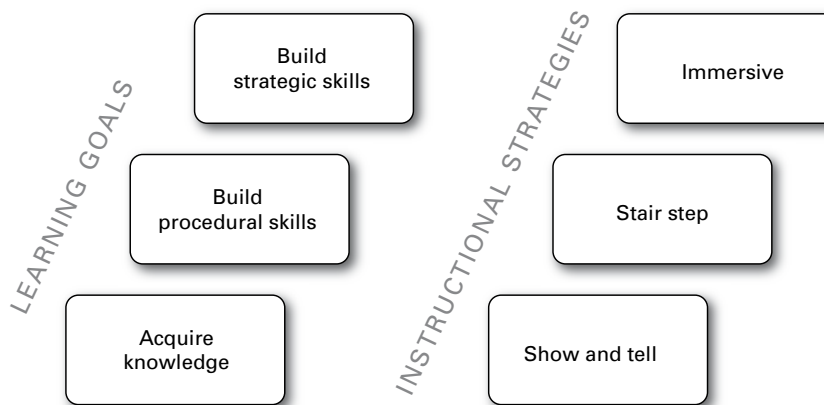 LEARNING GOALS
Build
strategic skills
Build
procedural skills
Acquire
knowledge
INSTRUCTIONAL STRATEGIES
Immersive
Stair step
Show and tell